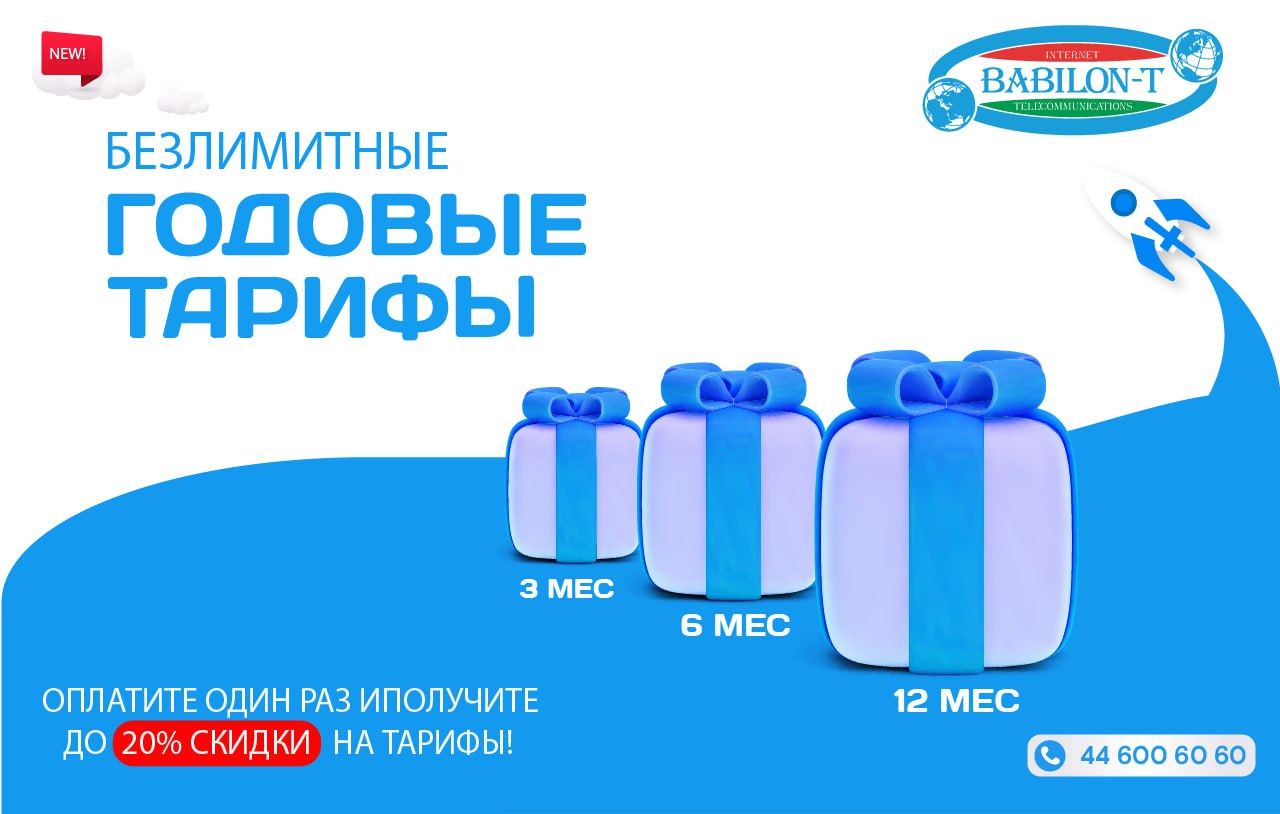 NEW!
INTERNET
BABILON-T
TELECOMMUNICATIONS
БЕЗЛИМИТНЫЕ
ГОДОВЫЕ
ТАРИФЫ
3 МЕС
6 МЕС
12 МЕС
ОПЛАТИТЕ ОДИН РАЗ ИПОЛУЧИТЕ
ДО 20% СКИДКИ НА ТАРИФЫ!
44 600 60 60